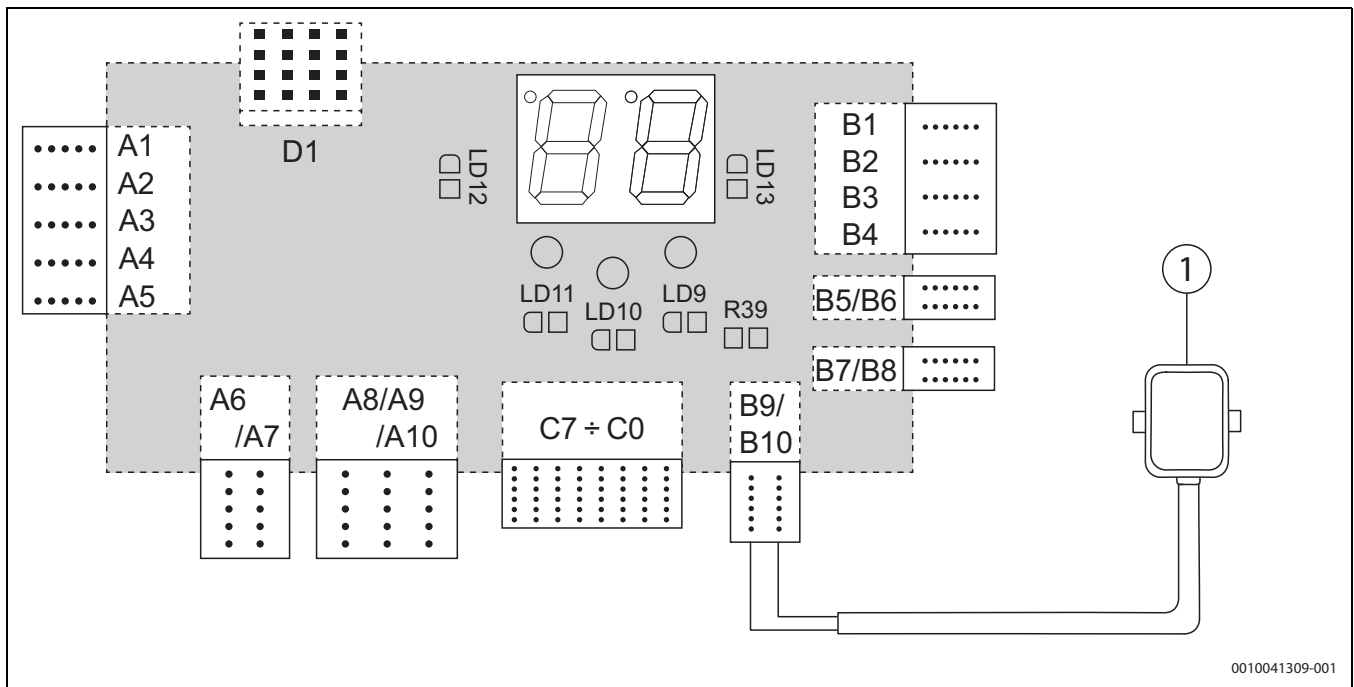 D1
A1
A2
A3
A4
A5
LD12
LD13
B1
B2
B3
B4
B5/B6
B7/B8
LD11
LD10
LD9
R39
A6
/A7
A8/A9
/A10
C7 ÷ C0
B9/
B10
1
0010041309-001